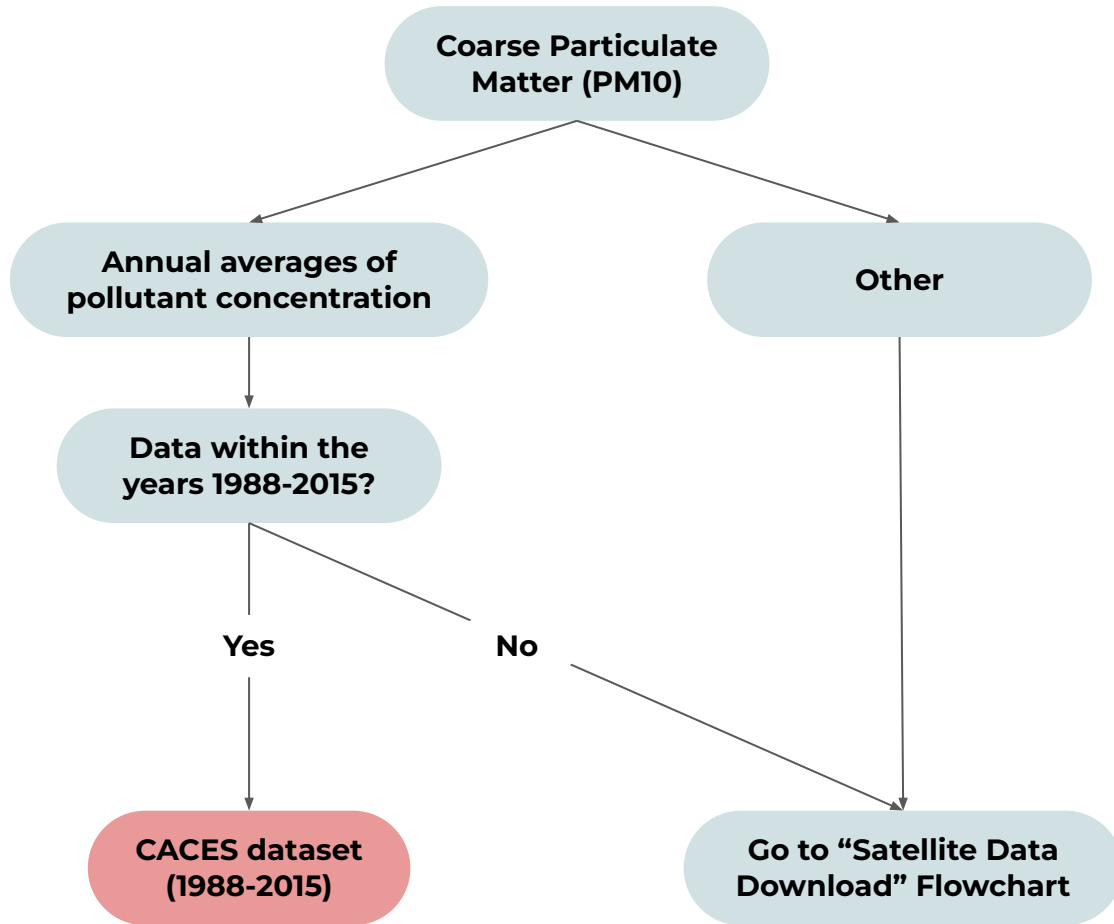 Coarse Particulate
Matter (PM10)
Annual averages of
pollutant concentration
Other
Data within the
years 1988-2015?
Yes
No
CACES dataset
(1988-2015)
Go to “Satellite Data
Download” Flowchart